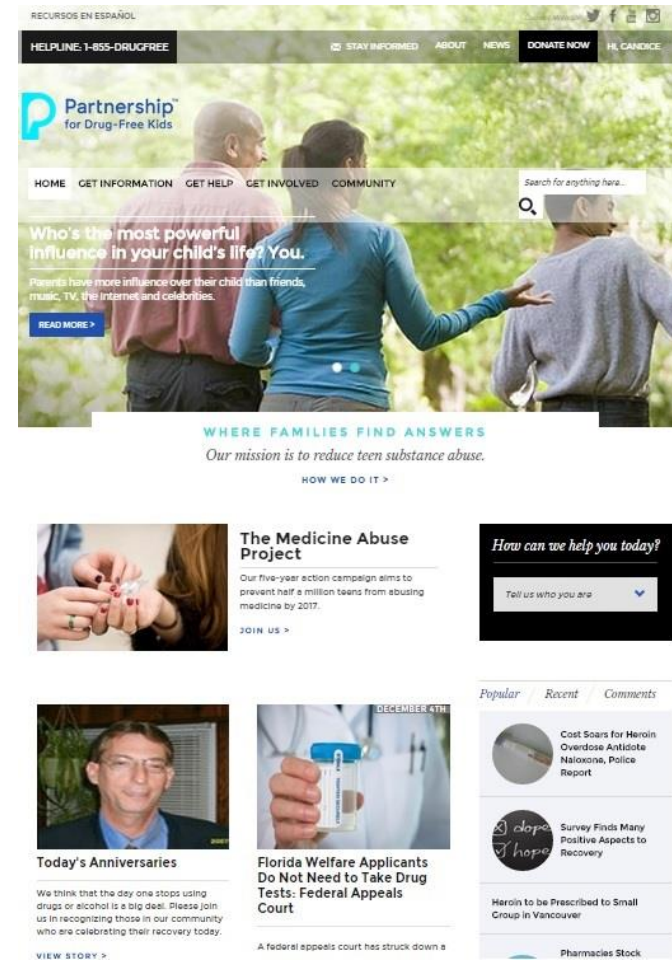 RECURSOS EN ESPAÑOL
HELPLINE: 1-855-DRUGFREE
STAY INFORMED
ABOUT
NEWS
DONATE NOW
HI, CANDICE
Partnership™
for Drug-Free Kids
HOME
GET INFORMATION
GET HELP
GET INVOLVED
COMMUNITY
Search for anything here...
Who's the most powerful
influence in your child's life? You.
Parents have more influence over their child than friends,
music, TV, the Internet and celebrities.
READ MORE >
WHERE FAMILIES FIND ANSWERS
Our mission is to reduce teen substance abuse.
HOW WE DO IT >
The Medicine Abuse
Project
Our five-year action campaign aims to
prevent half a million teens from abusing
medicine by 2017.
JOIN US >
How can we help you today?
Tell us who you are
Popular / Recent / Comments
Cost Soars for Heroin
Overdose Antidote
Naloxone, Police
Report
dope
hope
Survey Finds Many
Positive Aspects to
Recovery
Heroin to be Prescribed to Small
Group in Vancouver
Pharmacies Stock
2007
Today's Anniversaries
We think that the day one stops using
drugs or alcohol is a big deal. Please join
us in recognizing those in our community
who are celebrating their recovery today.
VIEW STORY >
DECEMBER 4TH
Florida Welfare Applicants
Do Not Need to Take Drug
Tests: Federal Appeals
Court
A federal appeals court has struck down a